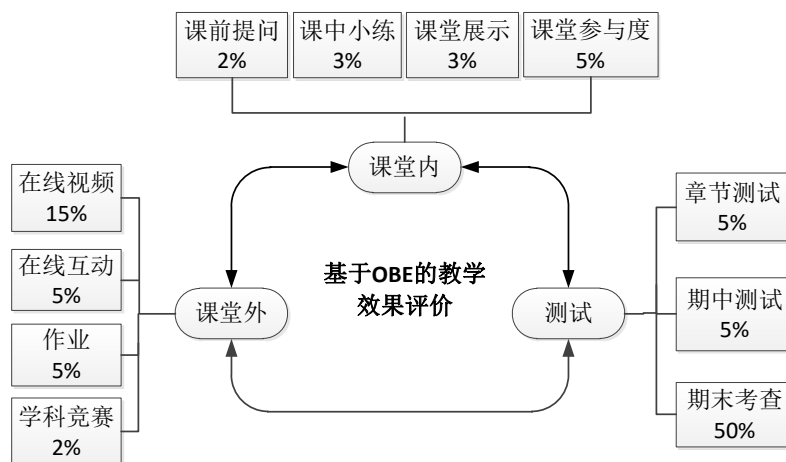 课前提问
2%
课中小练
3%
课堂展示
3%
课堂参与度
5%
课堂内
在线视频
15%
在线互动
5%
作业
5%
学科竞赛
2%
课堂外
基于OBE的教学
效果评价
测试
章节测试
5%
期中测试
5%
期末考查
50%